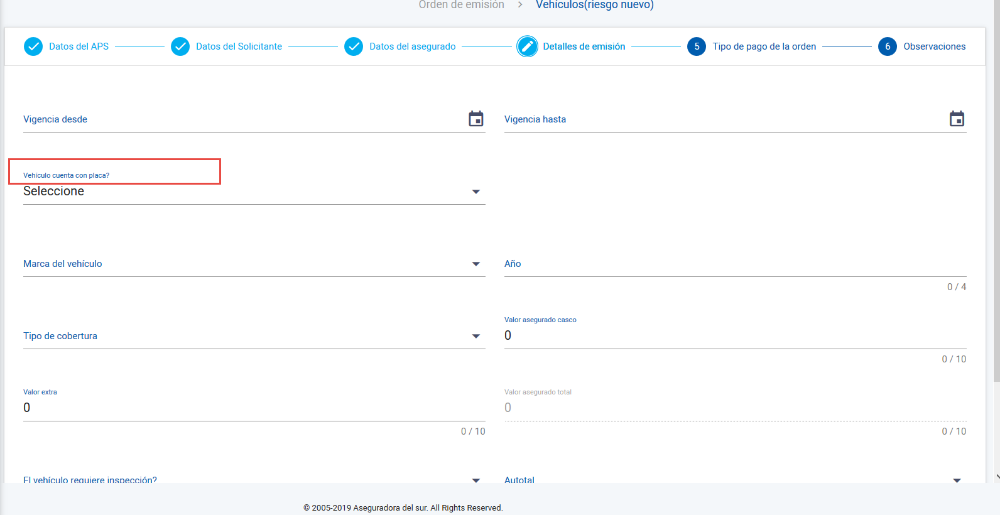 Orden de emisión > Vehículos(riesgo nuevo)
Datos del APS
Datos del Solicitante
Datos del asegurado
Detalles de emisión
5 Tipo de pago de la orden
6 Observaciones
Vigencia desde
Vigencia hasta
Vehículo cuenta con placa?
Seleccione
Marca del vehículo
Año
0 / 4
Tipo de cobertura
Valor asegurado casco
0
0 / 10
Valor extra
0
0 / 10
Valor asegurado total
0
0 / 10
El vehículo requiere inspección?
Autotal
© 2005-2019 Aseguradora del sur. All Rights Reserved.